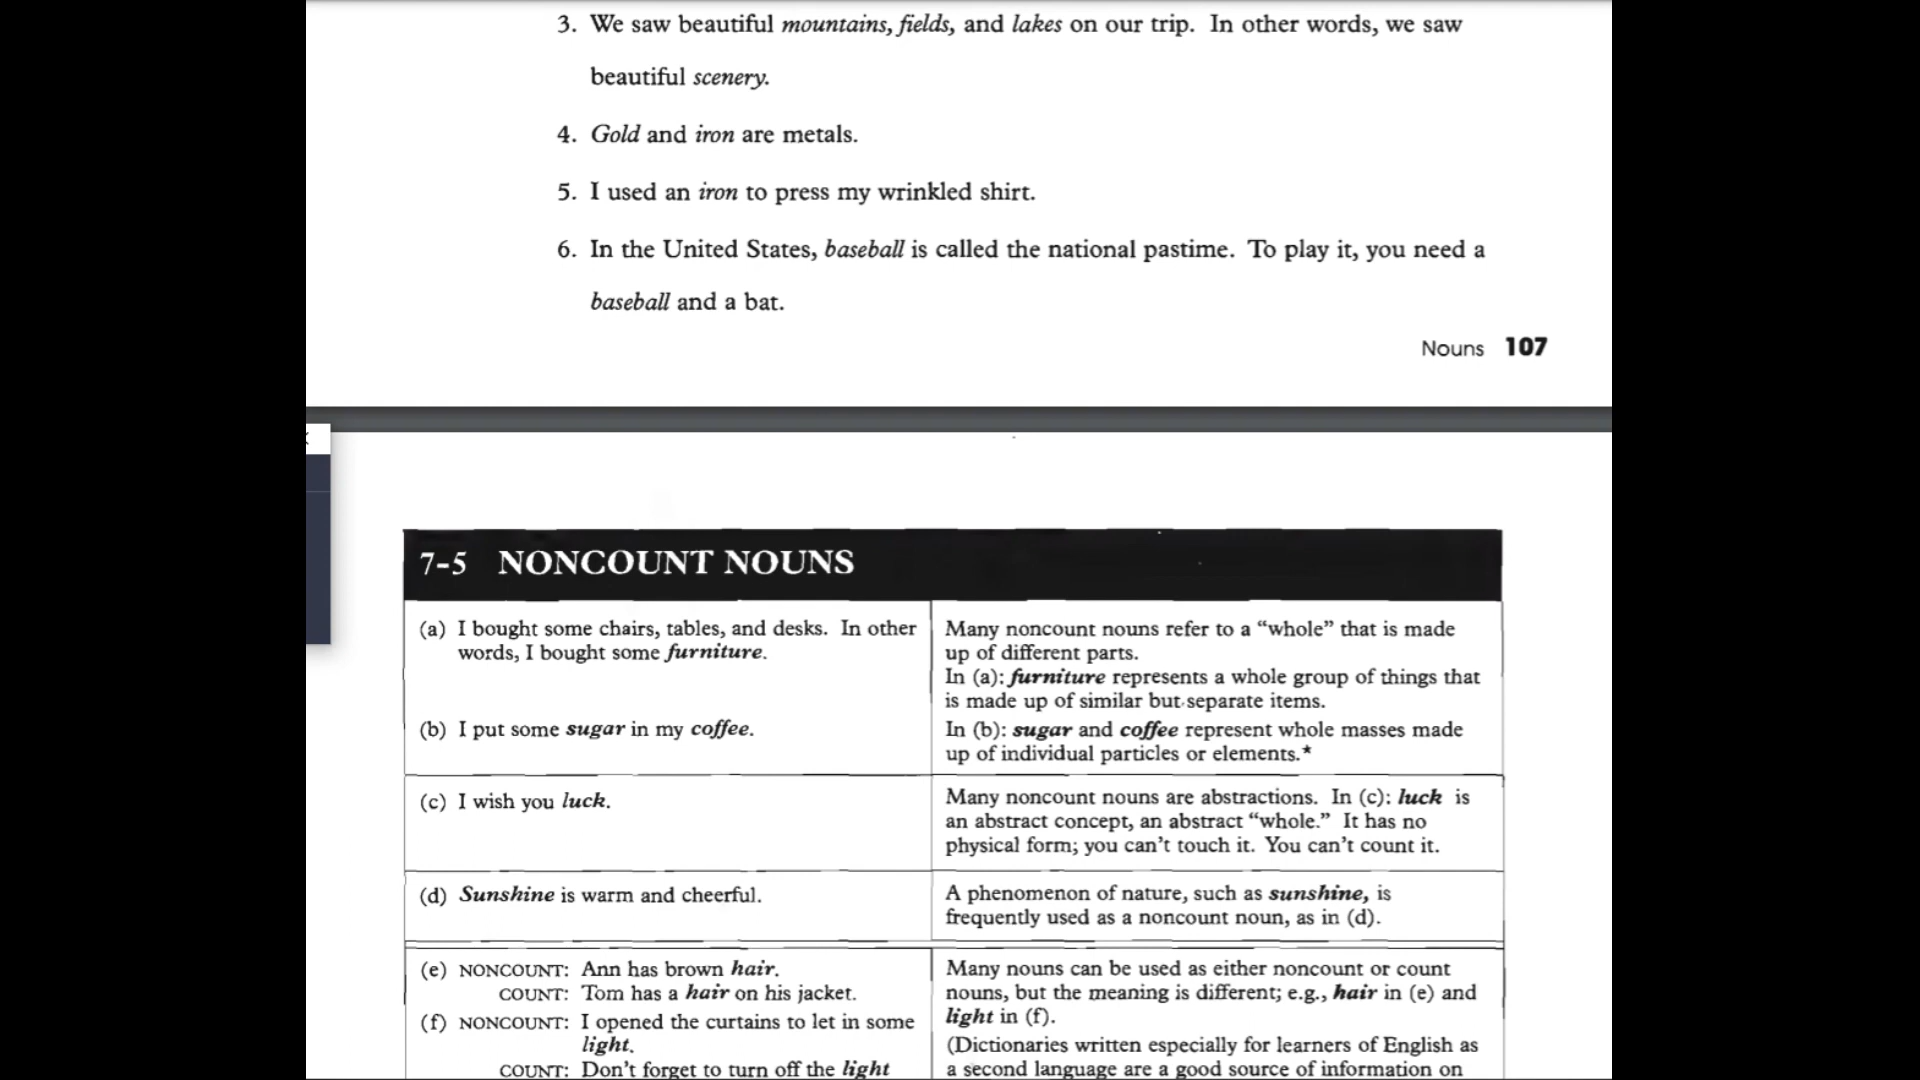 3. We saw beautiful mountains, fields, and lakes on our trip. In other words, we saw
beautiful scenery.
4. Gold and iron are metals.
5. I used an iron to press my wrinkled shirt.
6. In the United States, baseball is called the national pastime. To play it, you need a
baseball and a bat.
Nouns 107
7-5 NONCOUNT NOUNS
(a) I bought some chairs, tables, and desks. In other
words, I bought some furniture.
Many noncount nouns refer to a "whole" that is made
up of different parts.
In (a): furniture represents a whole group of things that
is made up of similar but separate items.
(b) I put some sugar in my coffee.
In (b): sugar and coffee represent whole masses made
up of individual particles or elements.*
(c) I wish you luck.
Many noncount nouns are abstractions. In (c): luck is
an abstract concept, an abstract "whole." It has no
physical form; you can't touch it. You can't count it.
(d) Sunshine is warm and cheerful.
A phenomenon of nature, such as sunshine, is
frequently used as a noncount noun, as in (d).
(e) NONCOUNT: Ann has brown hair.
COUNT: Tom has a hair on his jacket.
(f) NONCOUNT: I opened the curtains to let in some
light.
COUNT: Don't forget to turn off the light
Many nouns can be used as either noncount or count
nouns, but the meaning is different; e.g., hair in (e) and
light in (f).
(Dictionaries written especially for learners of English as
a second language are a good source of information on